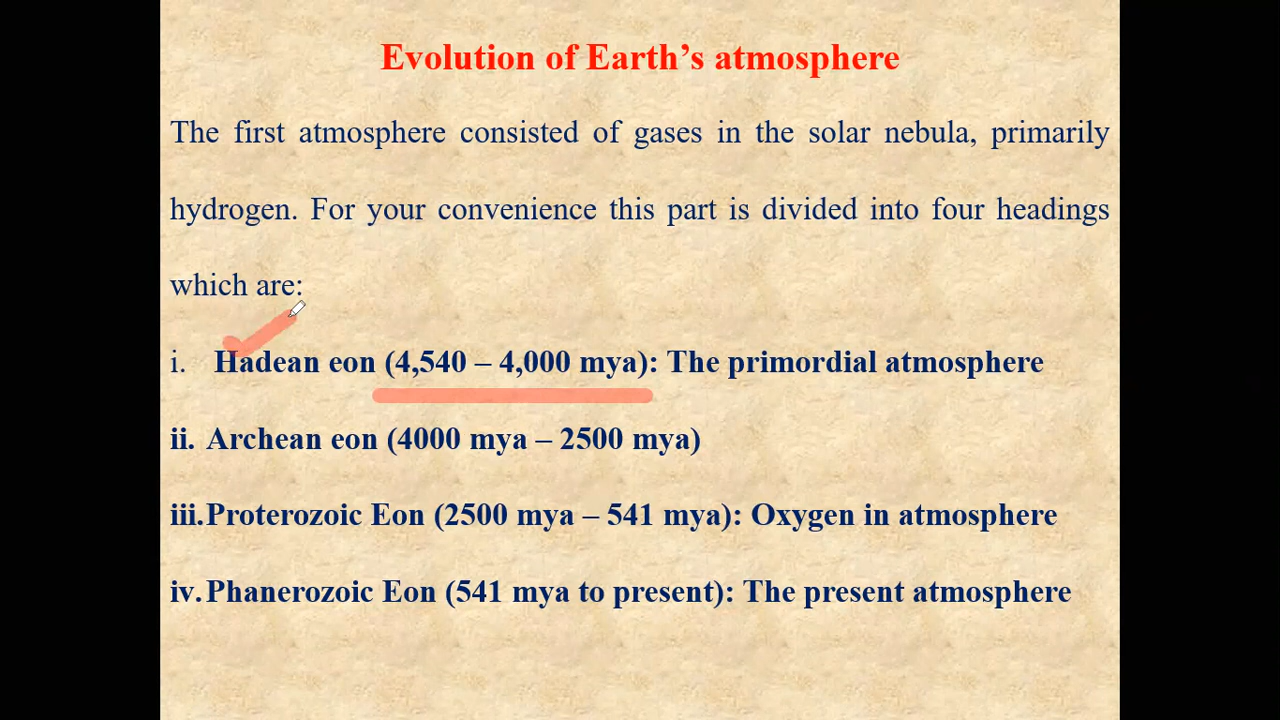 Evolution of Earth’s atmosphere
The first atmosphere consisted of gases in the solar nebula, primarily
hydrogen. For your convenience this part is divided into four headings
which are:
i. Hadean eon (4,540 – 4,000 mya): The primordial atmosphere
ii. Archean eon (4000 mya – 2500 mya)
iii. Proterozoic Eon (2500 mya – 541 mya): Oxygen in atmosphere
iv. Phanerozoic Eon (541 mya to present): The present atmosphere